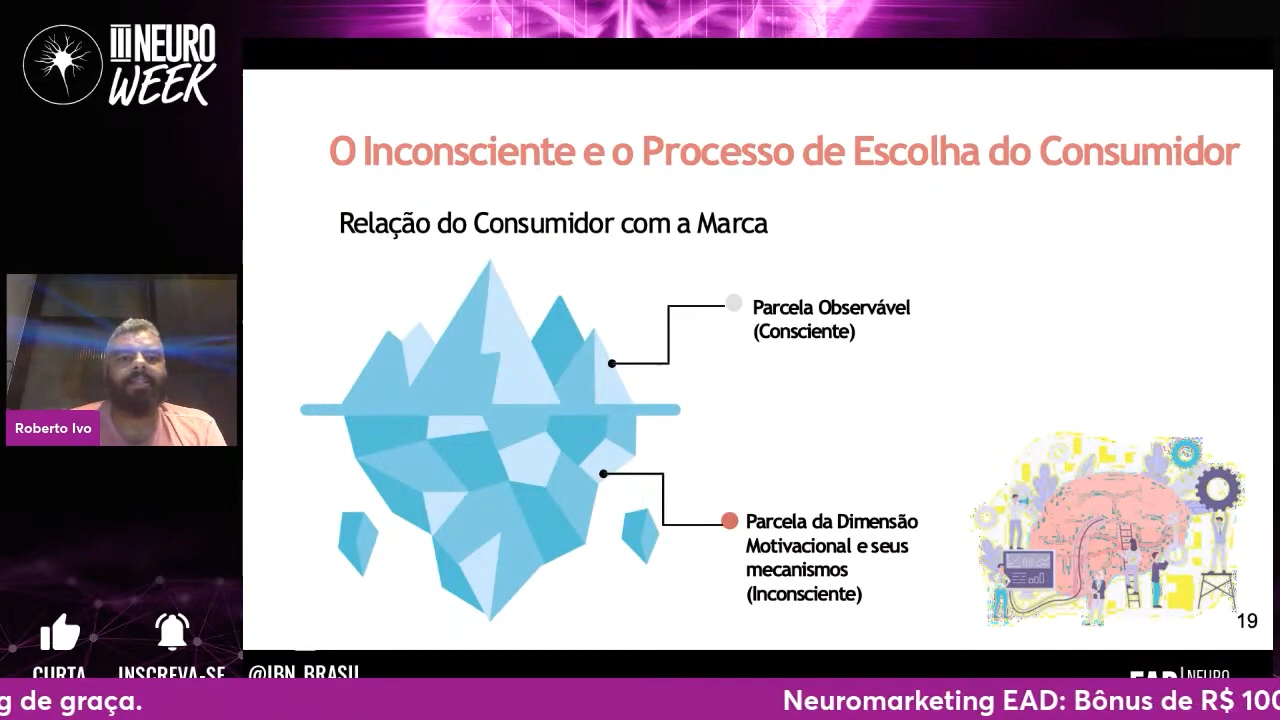 III NEURO
WEEK
O Inconsciente e o Processo de Escolha do Consumidor
Relação do Consumidor com a Marca
Parcela Observável
(Consciente)
Roberto Ivo
Parcela da Dimensão
Motivacional e seus
mecanismos
(Inconsciente)
19
CURTA
INSCREVA-SE
@IBN_BRASIL
EAD
NEURO
g de graça.
Neuromarketing EAD: Bônus de R$ 100